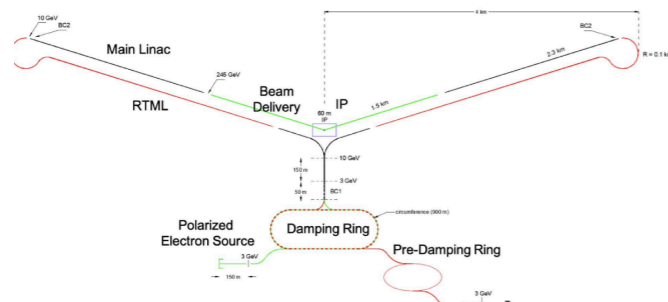 10 GeV
BC2
4 km
BC2
Main Linac
2.3 km
R = 0.1 k
246 GeV
Beam
Delivery
IP
RTML
1.5 km
60 m
IP
10 GeV
150 m
3 GeV
50 m
BC1
circumference (900 m)
Polarized
Electron Source
Damping Ring
Pre-Damping Ring
3 GeV
150 m
3 GeV